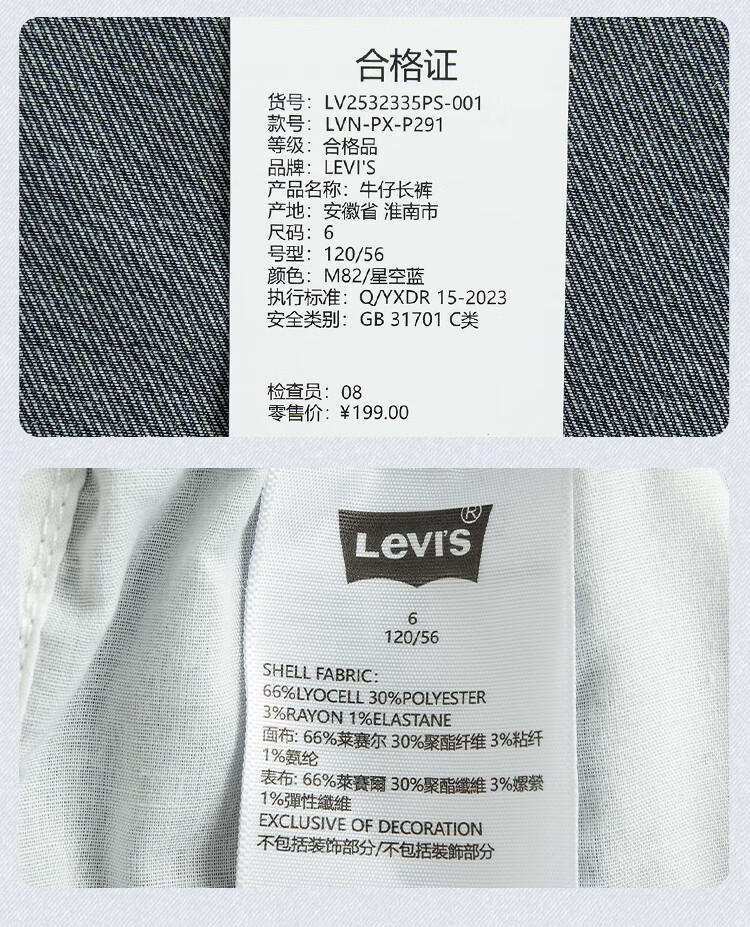 合格证
货号：LV2532335PS-001
款号：LVN-PX-P291
等级：合格品
品牌：LEVI'S
产品名称：牛仔长裤
产地：安徽省 淮南市
尺码：6
号型：120/56
颜色：M82/星空蓝
执行标准：Q/YXDR 15-2023
安全类别：GB 31701 C类
检查员：08
零售价：¥199.00
Levi's®
6
120/56
SHELL FABRIC:
66%LYOCELL 30%POLYESTER
3%RAYON 1%ELASTANE
面布: 66%莱赛尔 30%聚酯纤维 3%粘纤
1%氨纶
表布: 66%萊賽爾 30%聚酯纖維 3%嫘縈
1%彈性纖維
EXCLUSIVE OF DECORATION
不包括装饰部分/不包括裝飾部分